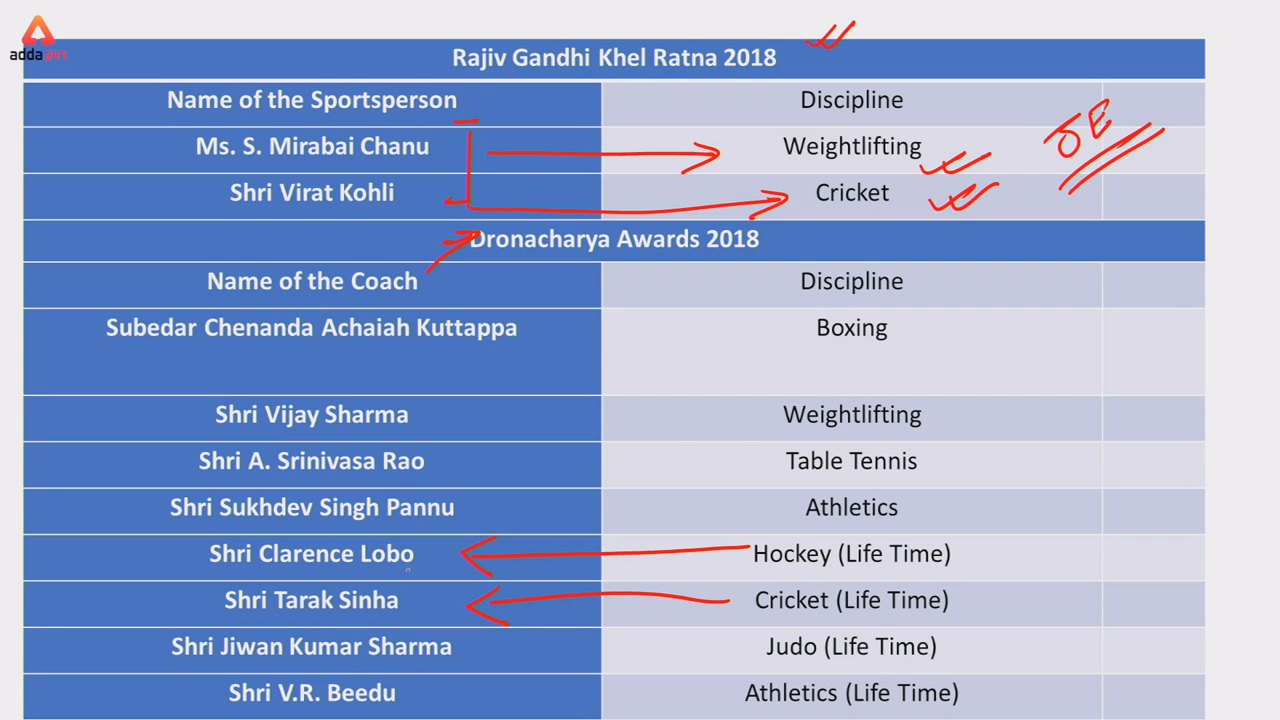 adda247
Rajiv Gandhi Khel Ratna 2018
Name of the Sportsperson Discipline
Ms. S. Mirabai Chanu Weightlifting
Shri Virat Kohli Cricket
JE
Dronacharya Awards 2018
Name of the Coach Discipline
Subedar Chenanda Achaiah Kuttappa Boxing
Shri Vijay Sharma Weightlifting
Shri A. Srinivasa Rao Table Tennis
Shri Sukhdev Singh Pannu Athletics
Shri Clarence Lobo Hockey (Life Time)
Shri Tarak Sinha Cricket (Life Time)
Shri Jiwan Kumar Sharma Judo (Life Time)
Shri V.R. Beedu Athletics (Life Time)